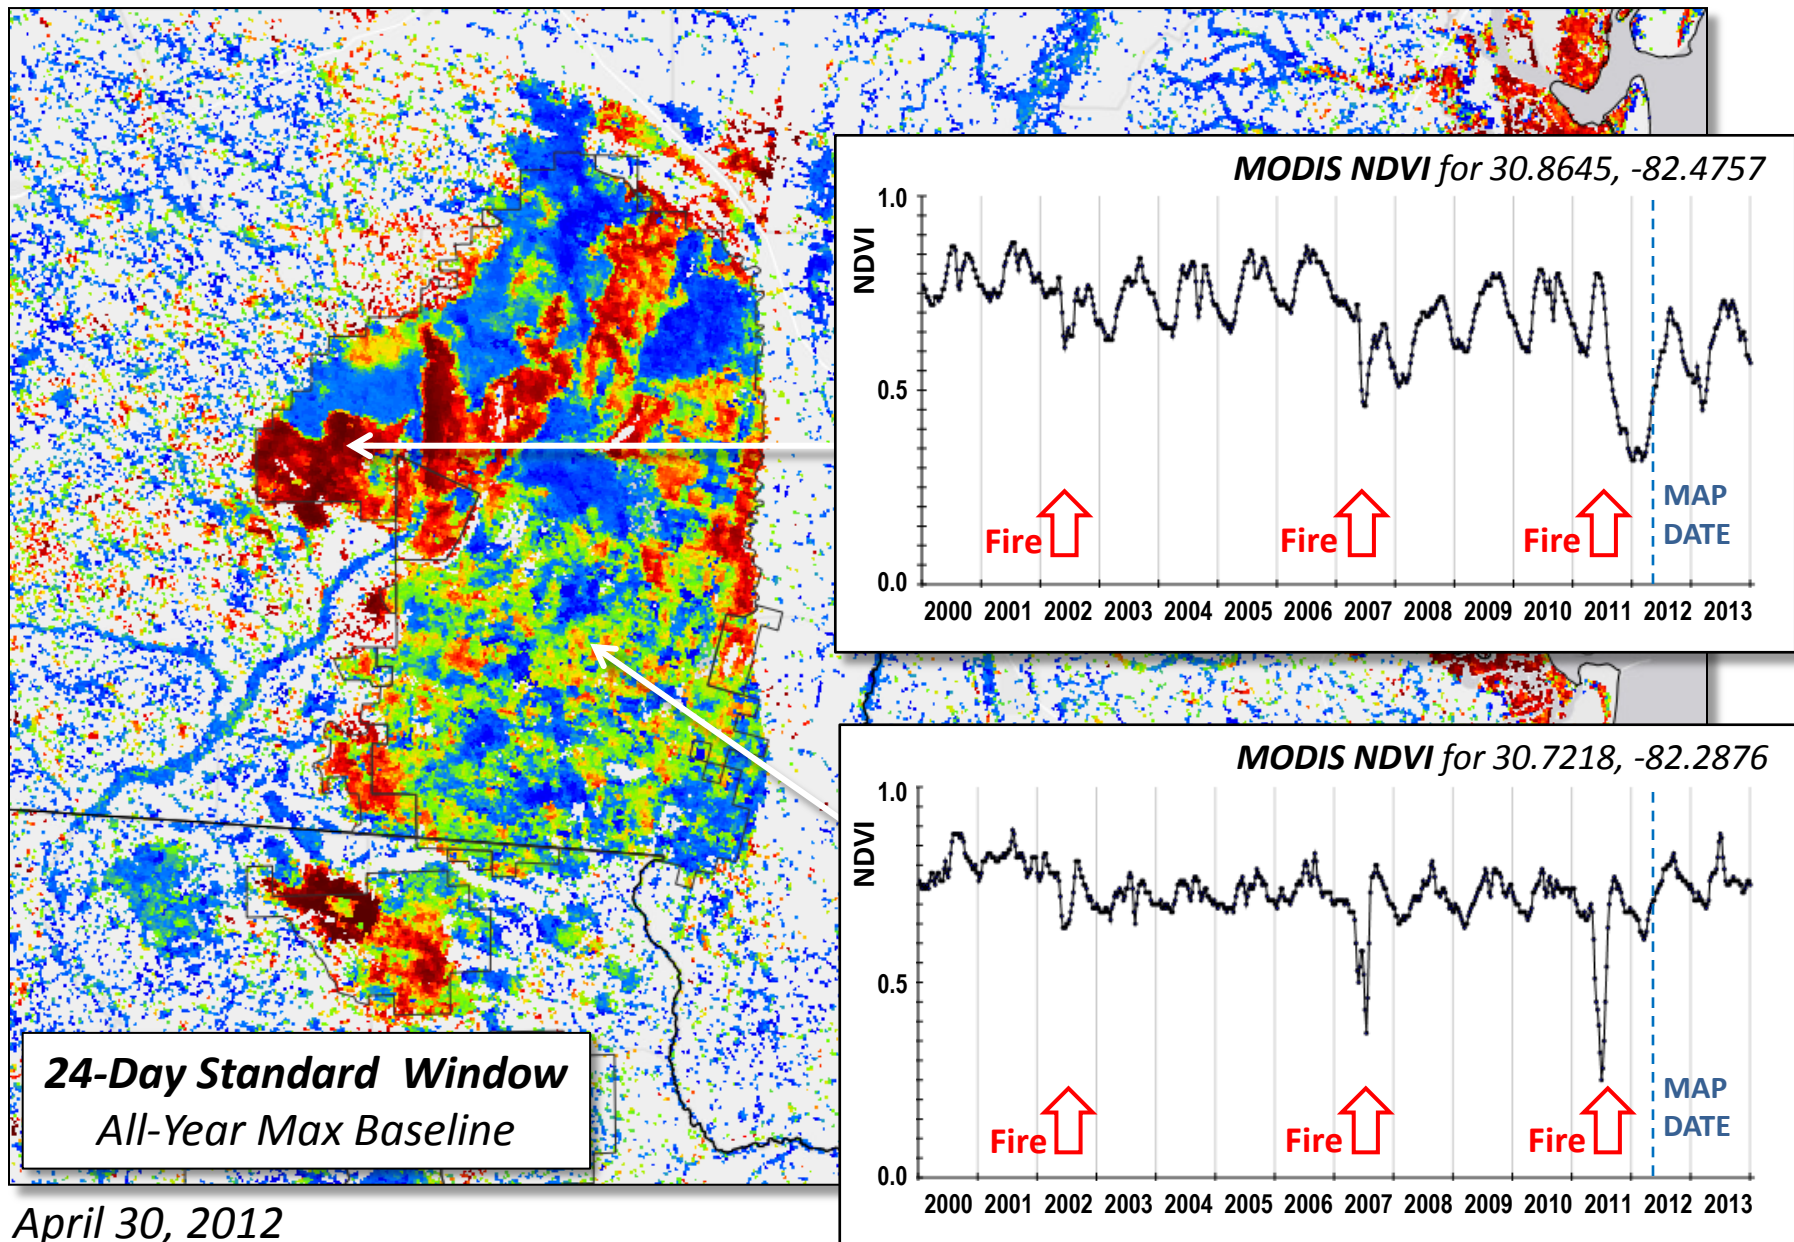 MODIS NDVI for 30.8645, -82.4757
1.0
NDVI
0.5
0.0
Fire
Fire
Fire
MAP
DATE
2000 2001 2002 2003 2004 2005 2006 2007 2008 2009 2010 2011 2012 2013
MODIS NDVI for 30.7218, -82.2876
1.0
NDVI
0.5
0.0
Fire
Fire
Fire
MAP
DATE
2000 2001 2002 2003 2004 2005 2006 2007 2008 2009 2010 2011 2012 2013
24-Day Standard Window
All-Year Max Baseline
April 30, 2012